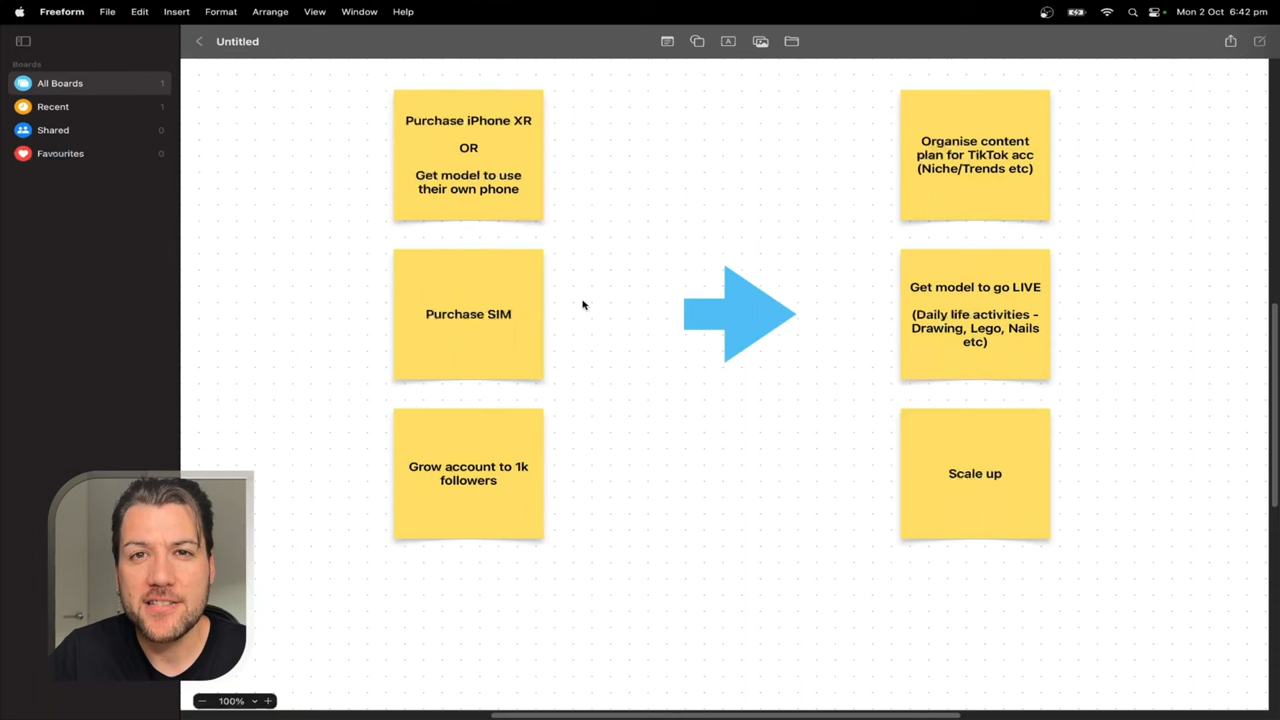 Freeform File Edit Insert Format Arrange View Window Help Mon 2 Oct 6:42 pm
Untitled
Boards
All Boards 1
Recent 1
Shared 0
Favourites 0
Purchase iPhone XR
OR
Get model to use
their own phone
Purchase SIM
Grow account to 1k
followers
Organise content
plan for TikTok acc
(Niche/Trends etc)
Get model to go LIVE
(Daily life activities -
Drawing, Lego, Nails
etc)
Scale up
100%